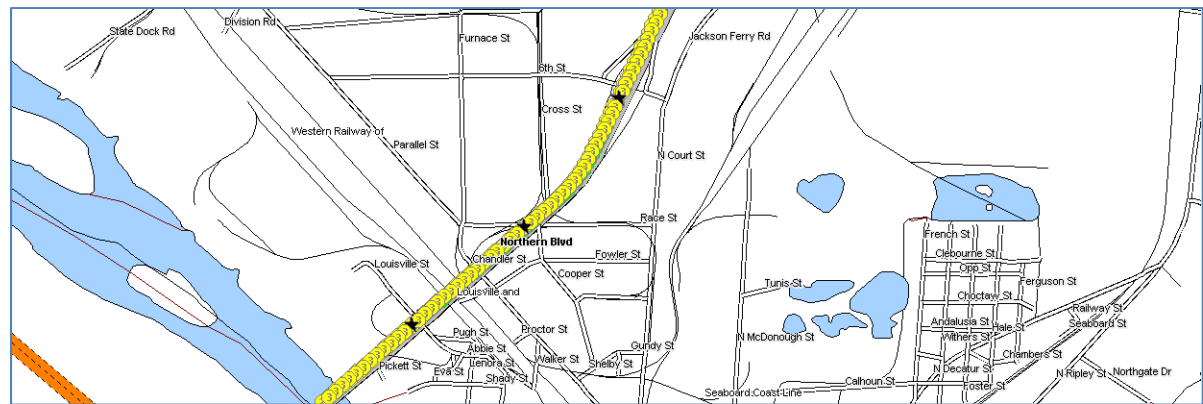 Division Rd
State Dock Rd
Furnace St
Jackson Ferry Rd
6th St
Cross St
Western Railway of
Parallel St
N Court St
Race St
French St
Northern Blvd
Clebourne St
Chandler St
Fowler St
Louisville St
Opp St
Cooper St
Ferguson St
Tunis St
Louisville and
Choctaw St
Railway St
Andalusia St
Hale St
Seaboard St
Proctor St
Pugh St
N McDonough St
Withers St
Abbie St
Gundy St
Chambers St
Lenora St
Walker St
Shelby St
Pickett St
Eva St
N Decatur St
N Ripley St
Northgate Dr
Shady St
Calhoun St
Foster St
Seaboard Coast Line